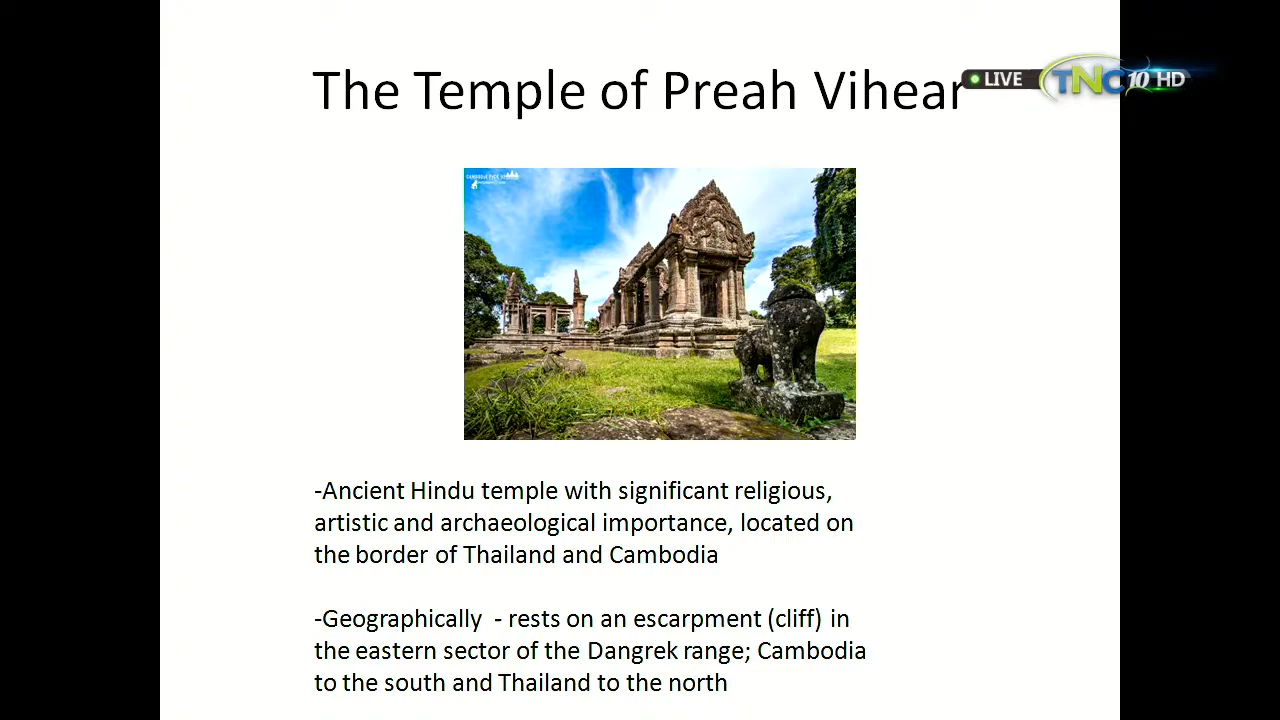 The Temple of Preah Vihear
LIVE TNC 10 HD
-Ancient Hindu temple with significant religious,
artistic and archaeological importance, located on
the border of Thailand and Cambodia
-Geographically - rests on an escarpment (cliff) in
the eastern sector of the Dangrek range; Cambodia
to the south and Thailand to the north